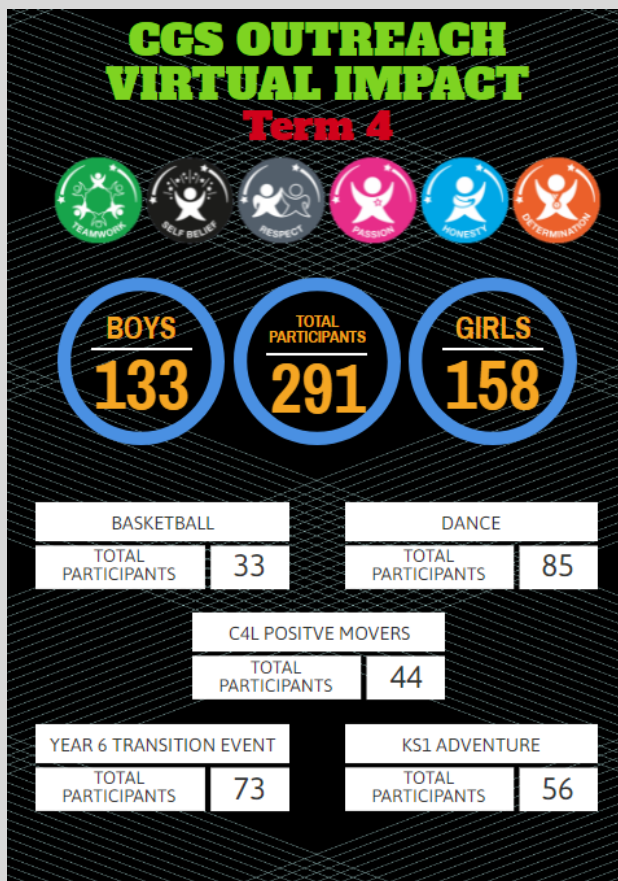 CGS OUTREACH
VIRTUAL IMPACT
Term 4
TEAMWORK
SELF BELIEF
RESPECT
PASSION
HONESTY
DETERMINATION
BOYS
133
TOTAL
PARTICIPANTS
291
GIRLS
158
BASKETBALL
TOTAL
PARTICIPANTS
33
DANCE
TOTAL
PARTICIPANTS
85
C4L POSITVE MOVERS
TOTAL
PARTICIPANTS
44
YEAR 6 TRANSITION EVENT
TOTAL
PARTICIPANTS
73
KS1 ADVENTURE
TOTAL
PARTICIPANTS
56